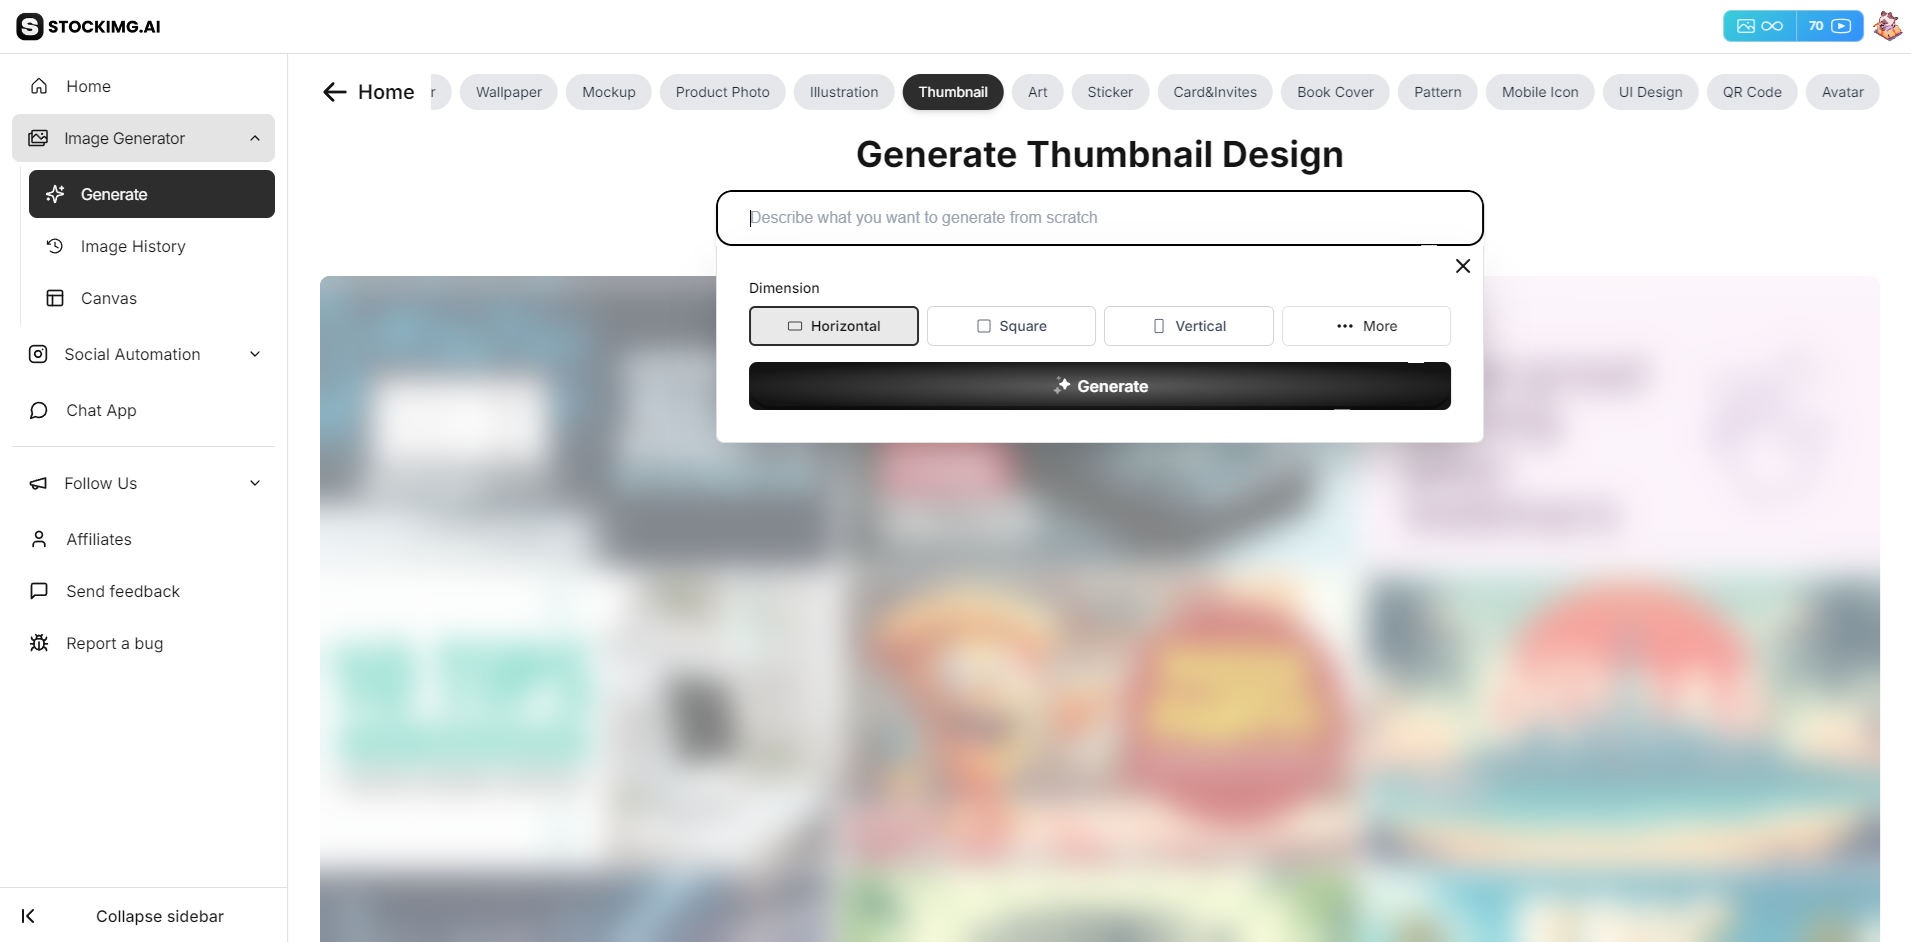 STOCKIMG.AI
70
Home
Image Generator
Generate
Image History
Canvas
Social Automation
Chat App
Follow Us
Affiliates
Send feedback
Report a bug
Collapse sidebar
Home
r
Wallpaper
Mockup
Product Photo
Illustration
Thumbnail
Art
Sticker
Card&Invites
Book Cover
Pattern
Mobile Icon
UI Design
QR Code
Avatar
Generate Thumbnail Design
Describe what you want to generate from scratch
Dimension
Horizontal
Square
Vertical
More
Generate
10 TIPS